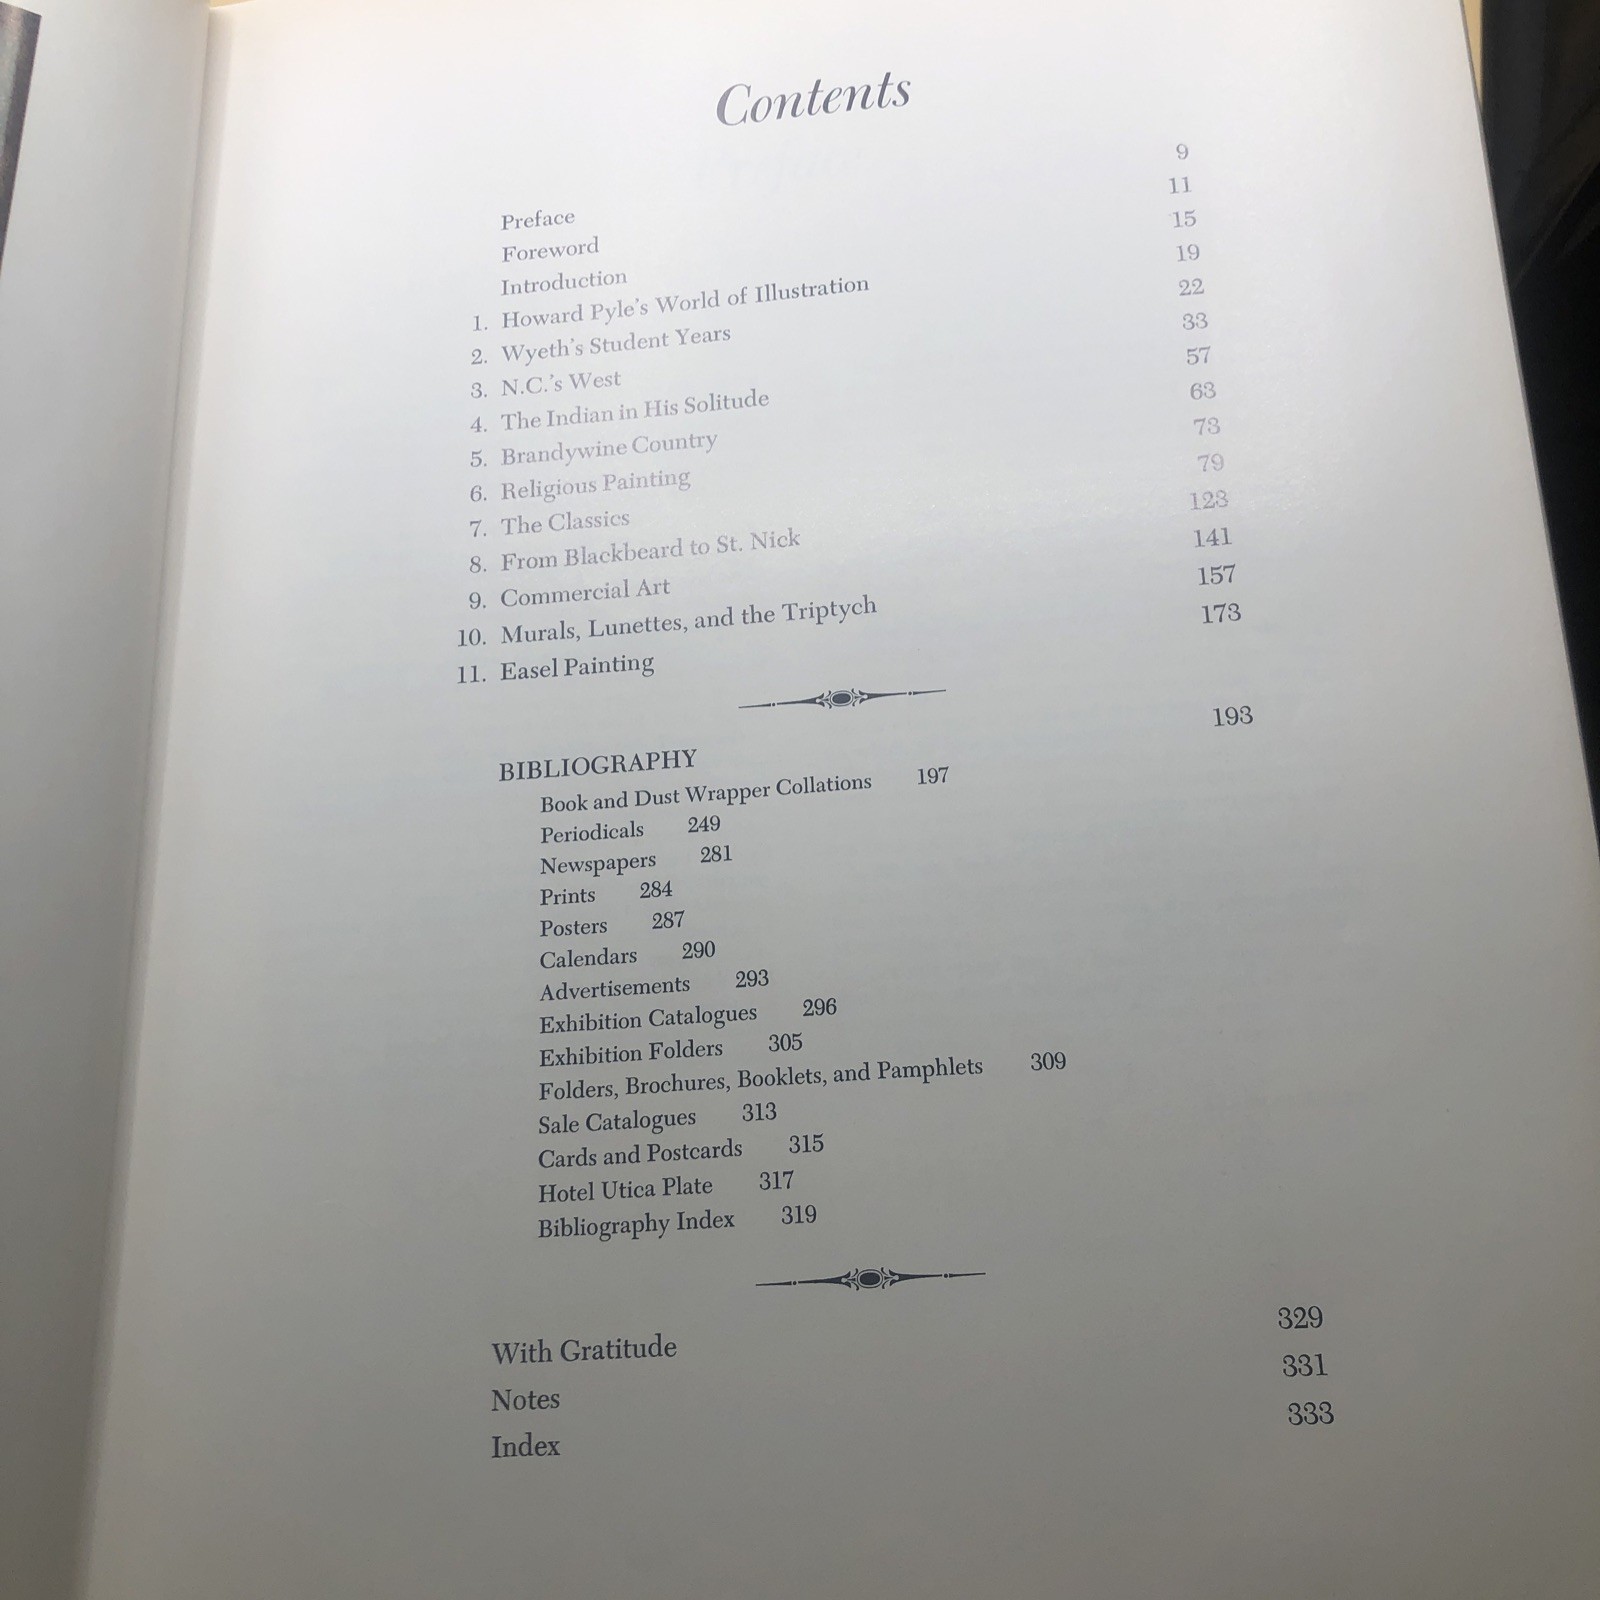 Contents
Preface 9
Foreword 11
Introduction 15
1. Howard Pyle's World of Illustration 19
2. Wyeth's Student Years 22
3. N.C.'s West 33
4. The Indian in His Solitude 57
5. Brandywine Country 63
6. Religious Painting 73
7. The Classics 79
8. From Blackbeard to St. Nick 123
9. Commercial Art 141
10. Murals, Lunettes, and the Triptych 157
11. Easel Painting 173
BIBLIOGRAPHY 193
Book and Dust Wrapper Collations 197
Periodicals 249
Newspapers 281
Prints 284
Posters 287
Calendars 290
Advertisements 293
Exhibition Catalogues 296
Exhibition Folders 305
Folders, Brochures, Booklets, and Pamphlets 309
Sale Catalogues 313
Cards and Postcards 315
Hotel Utica Plate 317
Bibliography Index 319
With Gratitude 329
Notes 331
Index 333